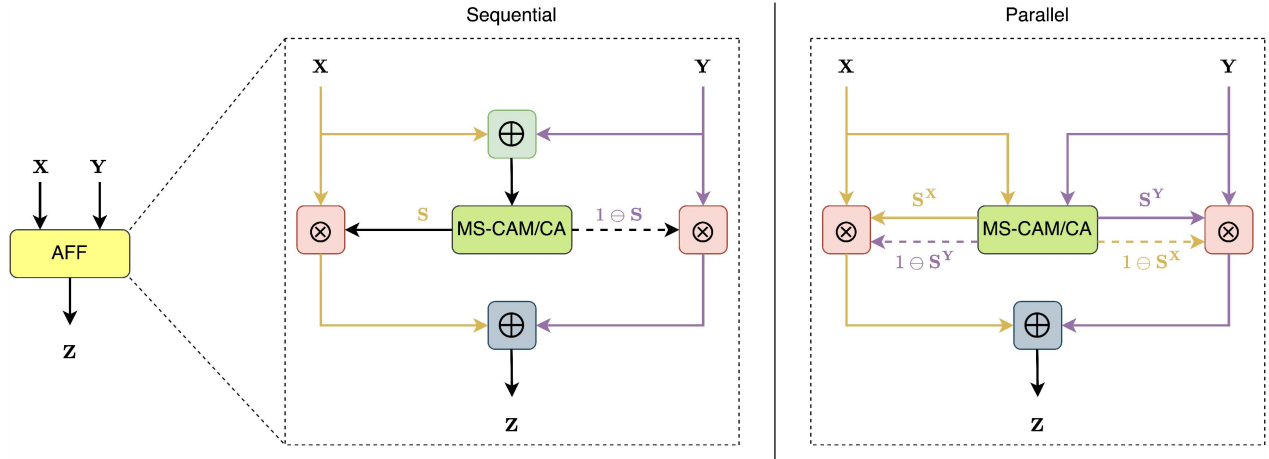 Sequential
Parallel
X
Y
X
Y
X
Y
S
MS-CAM/CA
1 ⊖ S
S^X
MS-CAM/CA
S^Y
AFF
⊗
⊗
⊗
⊗
1 ⊖ S^Y
1 ⊖ S^X
⊕
⊕
⊕
Z
Z
Z